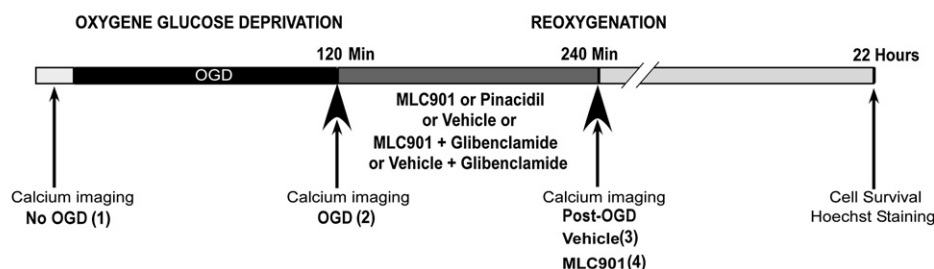 OXYGENE GLUCOSE DEPRIVATION
REOXYGENATION
120 Min
240 Min
22 Hours
OGD
MLC901 or Pinacidil
or Vehicle or
MLC901 + Glibenclamide
or Vehicle + Glibenclamide
Calcium imaging
No OGD (1)
Calcium imaging
OGD (2)
Calcium imaging
Post-OGD
Vehicle(3)
MLC901(4)
Cell Survival
Hoechst Staining